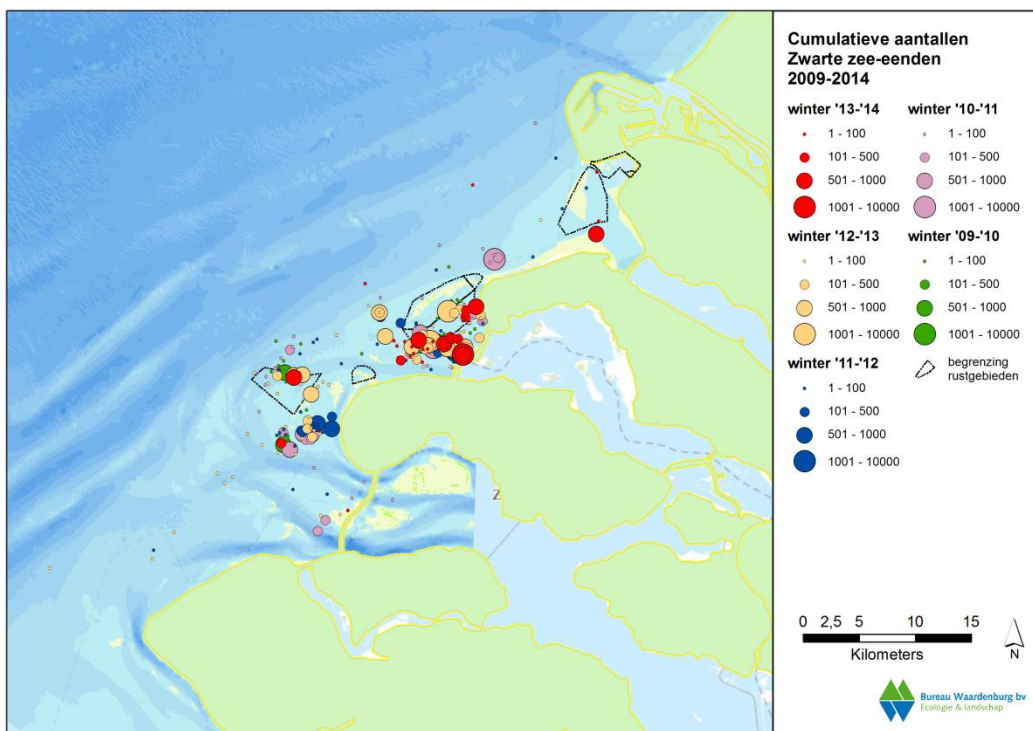 Cumulatieve aantallen
Zwarte zee-eenden
2009-2014
winter '13-'14
1 - 100
101 - 500
501 - 1000
1001 - 10000
winter '10-'11
1 - 100
101 - 500
501 - 1000
1001 - 10000
winter '12-'13
1 - 100
101 - 500
501 - 1000
1001 - 10000
winter '09-'10
1 - 100
101 - 500
501 - 1000
1001 - 10000
winter '11-'12
1 - 100
101 - 500
501 - 1000
1001 - 10000
begrenzing
rustgebieden
2
0 2,5 5 10 15
Kilometers
N
Bureau Waardenburg bv
Ecologie & landschap